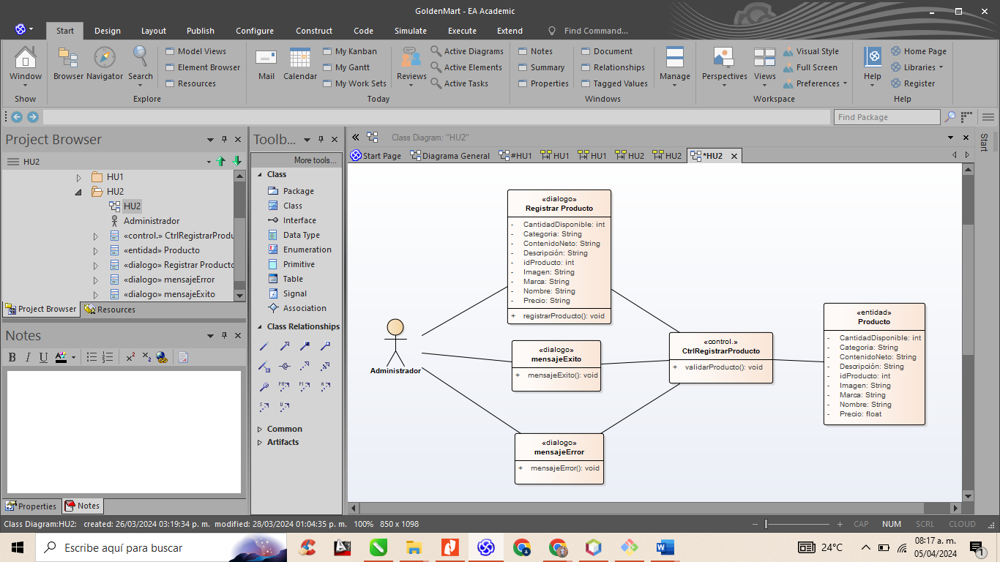 GoldenMart - EA Academic
Start Design Layout Publish Configure Construct Code Simulate Execute Extend Find Command...
Window
Show
Browser Navigator Search
Model Views
Element Browser
Resources
Explore
Mail Calendar
My Kanban
My Gantt
My Work Sets
Reviews
Active Diagrams
Active Elements
Active Tasks
Today
Notes
Summary
Properties
Document
Relationships
Tagged Values
Manage
Windows
Perspectives Views
Visual Style
Full Screen
Preferences
Workspace
Help
Home Page
Libraries
Register
Help
Find Package
Project Browser
HU2
HU1
HU2
HU2
Administrador
«control.» CtrlRegistrarProdu
«entidad» Producto
«dialogo» Registrar Producto
«dialogo» mensajeError
«dialogo» mensajeExito
Project Browser Resources
Notes
B I U
Properties Notes
Toolb...
More tools...
Class
Package
Class
Interface
Data Type
Enumeration
Primitive
Table
Signal
Association
Class Relationships
Common
Artifacts
Class Diagram: "HU2"
Start Page Diagrama General #HU1 HU1 HU1 HU2 HU2 *HU2
Start
Administrador
«dialogo»
Registrar Producto
- CantidadDisponible: int
- Categoria: String
- ContenidoNeto: String
- Descripción: String
- idProducto: int
- Imagen: String
- Marca: String
- Nombre: String
- Precio: String
+ registrarProducto(): void
«dialogo»
mensajeExito
+ mensajeExito(): void
«dialogo»
mensajeError
+ mensajeError(): void
«control.»
CtrlRegistrarProducto
+ validarProducto(): void
«entidad»
Producto
- CantidadDisponible: int
- Categoria: String
- ContenidoNeto: String
- Descripción: String
- idProducto: int
- Imagen: String
- Marca: String
- Nombre: String
- Precio: float
Class Diagram:HU2: created: 26/03/2024 03:19:34 p. m. modified: 28/03/2024 01:04:35 p. m. 100% 850 x 1098
CAP NUM SCRL CLOUD
Escribe aquí para buscar
24°C
08:17 a. m.
05/04/2024
1